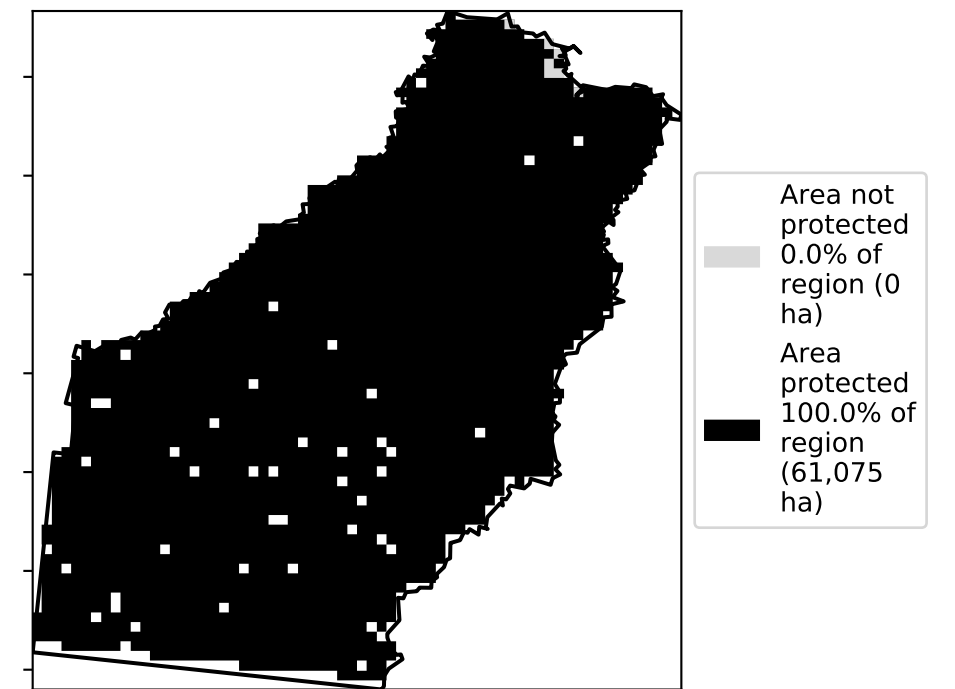 Area not
protected
0.0% of
region (0
ha)
Area
protected
100.0% of
region
(61,075
ha)